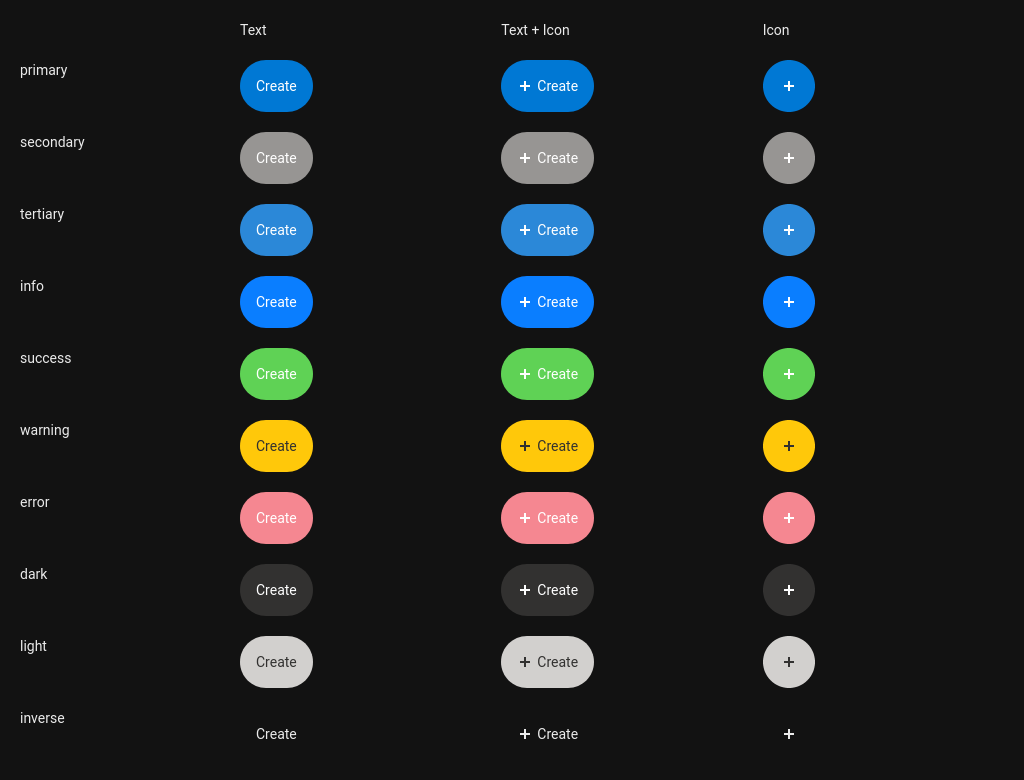 Text Text + Icon Icon
primary Create + Create +
secondary Create + Create +
tertiary Create + Create +
info Create + Create +
success Create + Create +
warning Create + Create +
error Create + Create +
dark Create + Create +
light Create + Create +
inverse Create + Create +